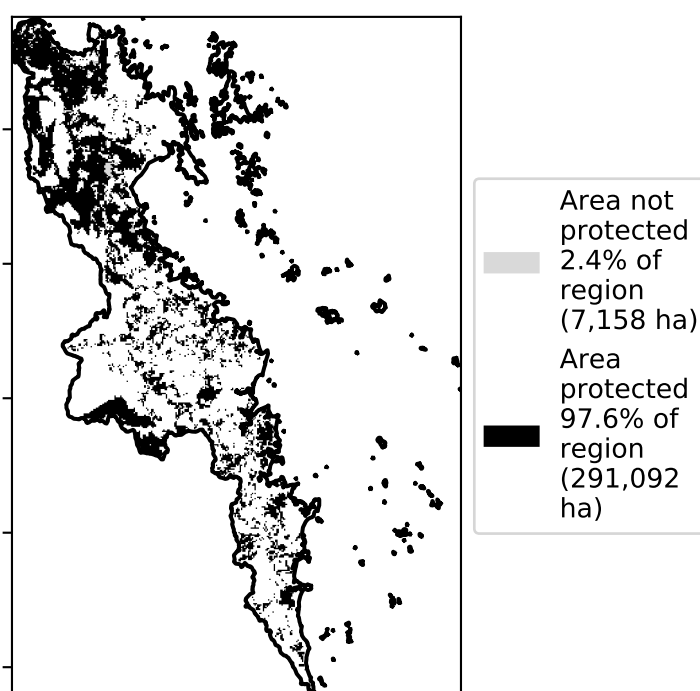 Area not
protected
2.4% of
region
(7,158 ha)
Area
protected
97.6% of
region
(291,092
ha)